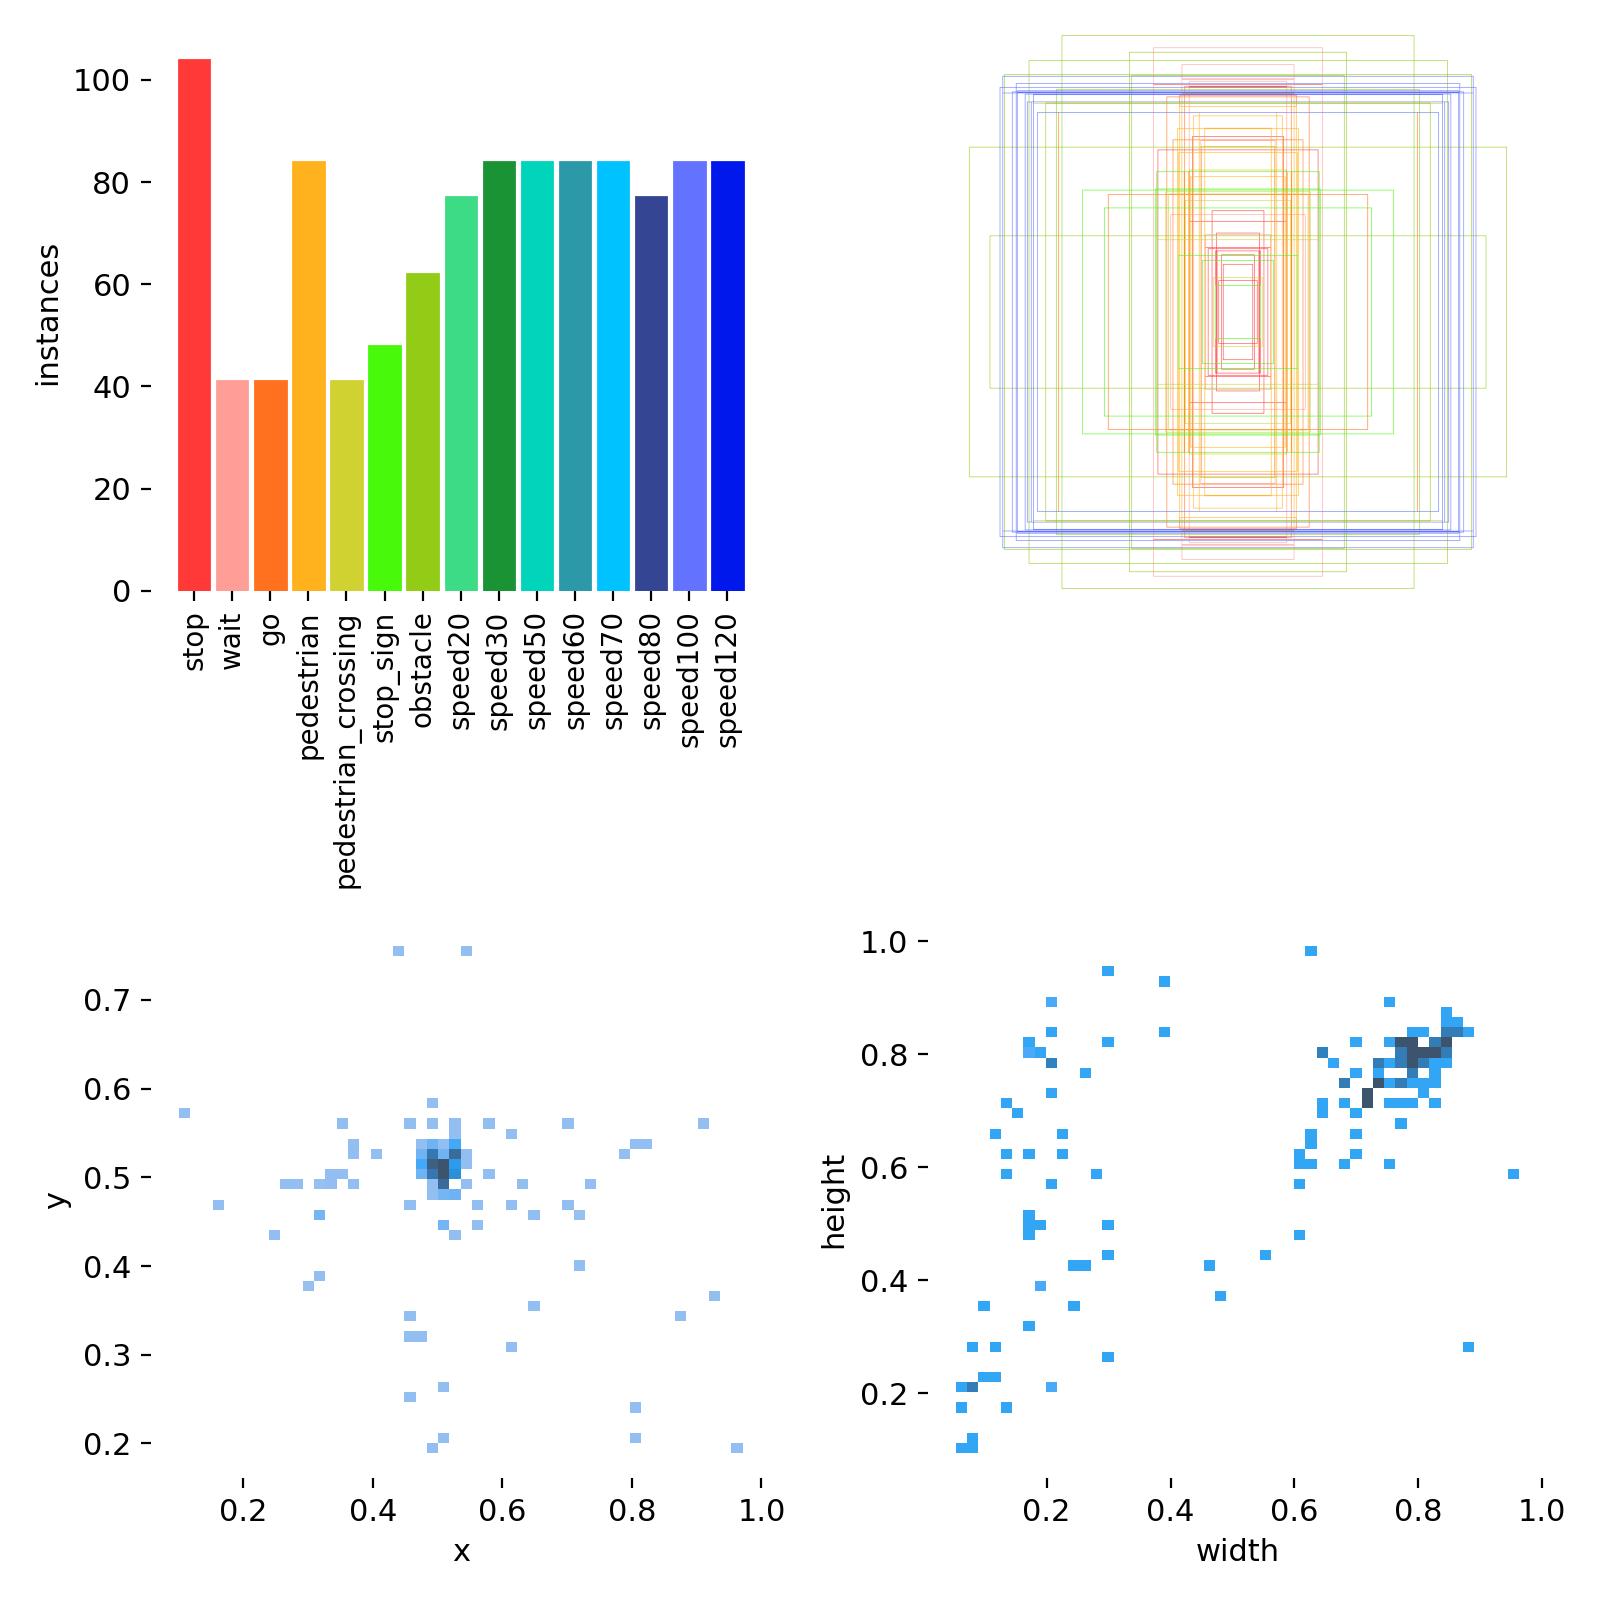 instances
100
80
60
40
20
0
stop
wait
go
pedestrian
pedestrian_crossing
stop_sign
obstacle
speed20
speed30
speed50
speed60
speed70
speed80
speed100
speed120
y
0.7
0.6
0.5
0.4
0.3
0.2
0.2 0.4 0.6 0.8 1.0
x
height
1.0
0.8
0.6
0.4
0.2
0.2 0.4 0.6 0.8 1.0
width